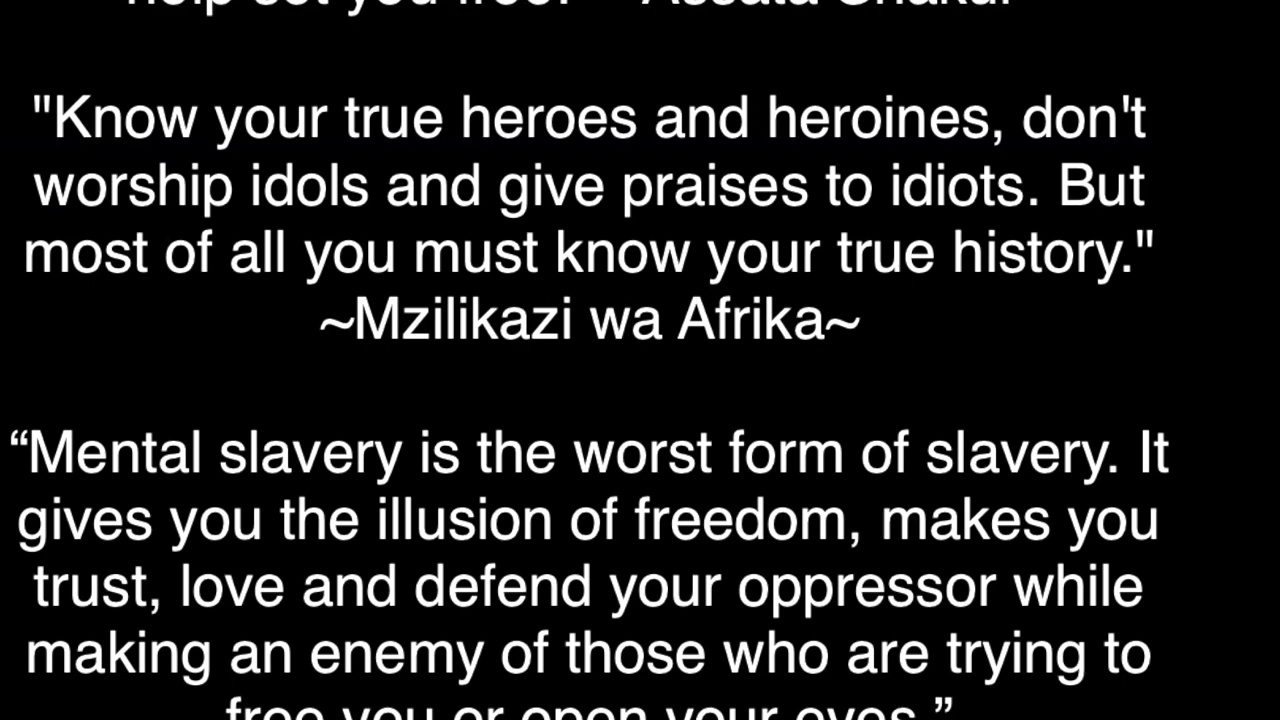 help set you free." ~ Assata Shakur
"Know your true heroes and heroines, don't
worship idols and give praises to idiots. But
most of all you must know your true history."
~Mzilikazi wa Afrika~
“Mental slavery is the worst form of slavery. It
gives you the illusion of freedom, makes you
trust, love and defend your oppressor while
making an enemy of those who are trying to
free you or open your eyes.”